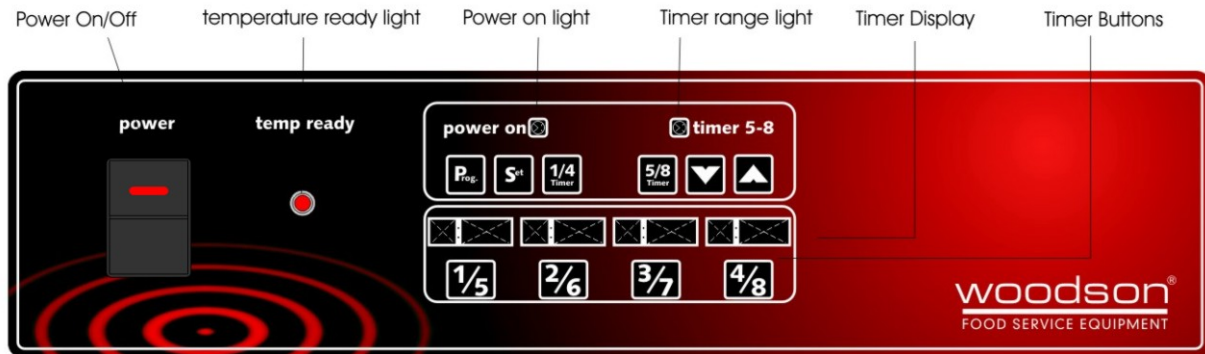 Power On/Off temperature ready light Power on light Timer range light Timer Display Timer Buttons
power temp ready power on timer 5-8
Prog. Set 1/4 Timer 5/8 Timer
1/5 2/6 3/7 4/8
woodson®
FOOD SERVICE EQUIPMENT